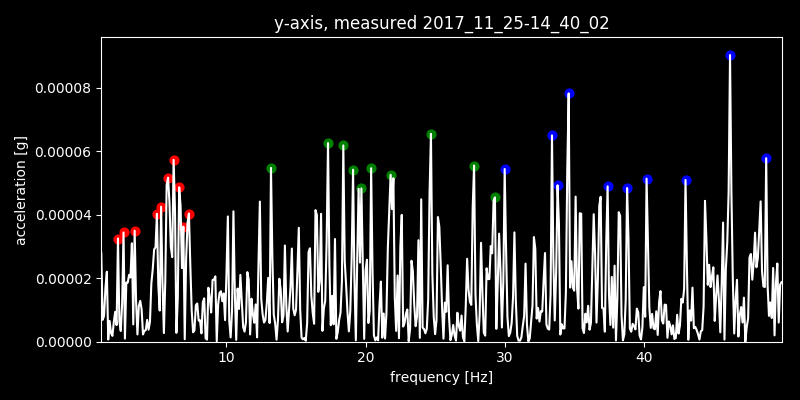 y-axis, measured 2017_11_25-14_40_02
acceleration [g]
0.00008
0.00006
0.00004
0.00002
0.00000
10 20 30 40
frequency [Hz]